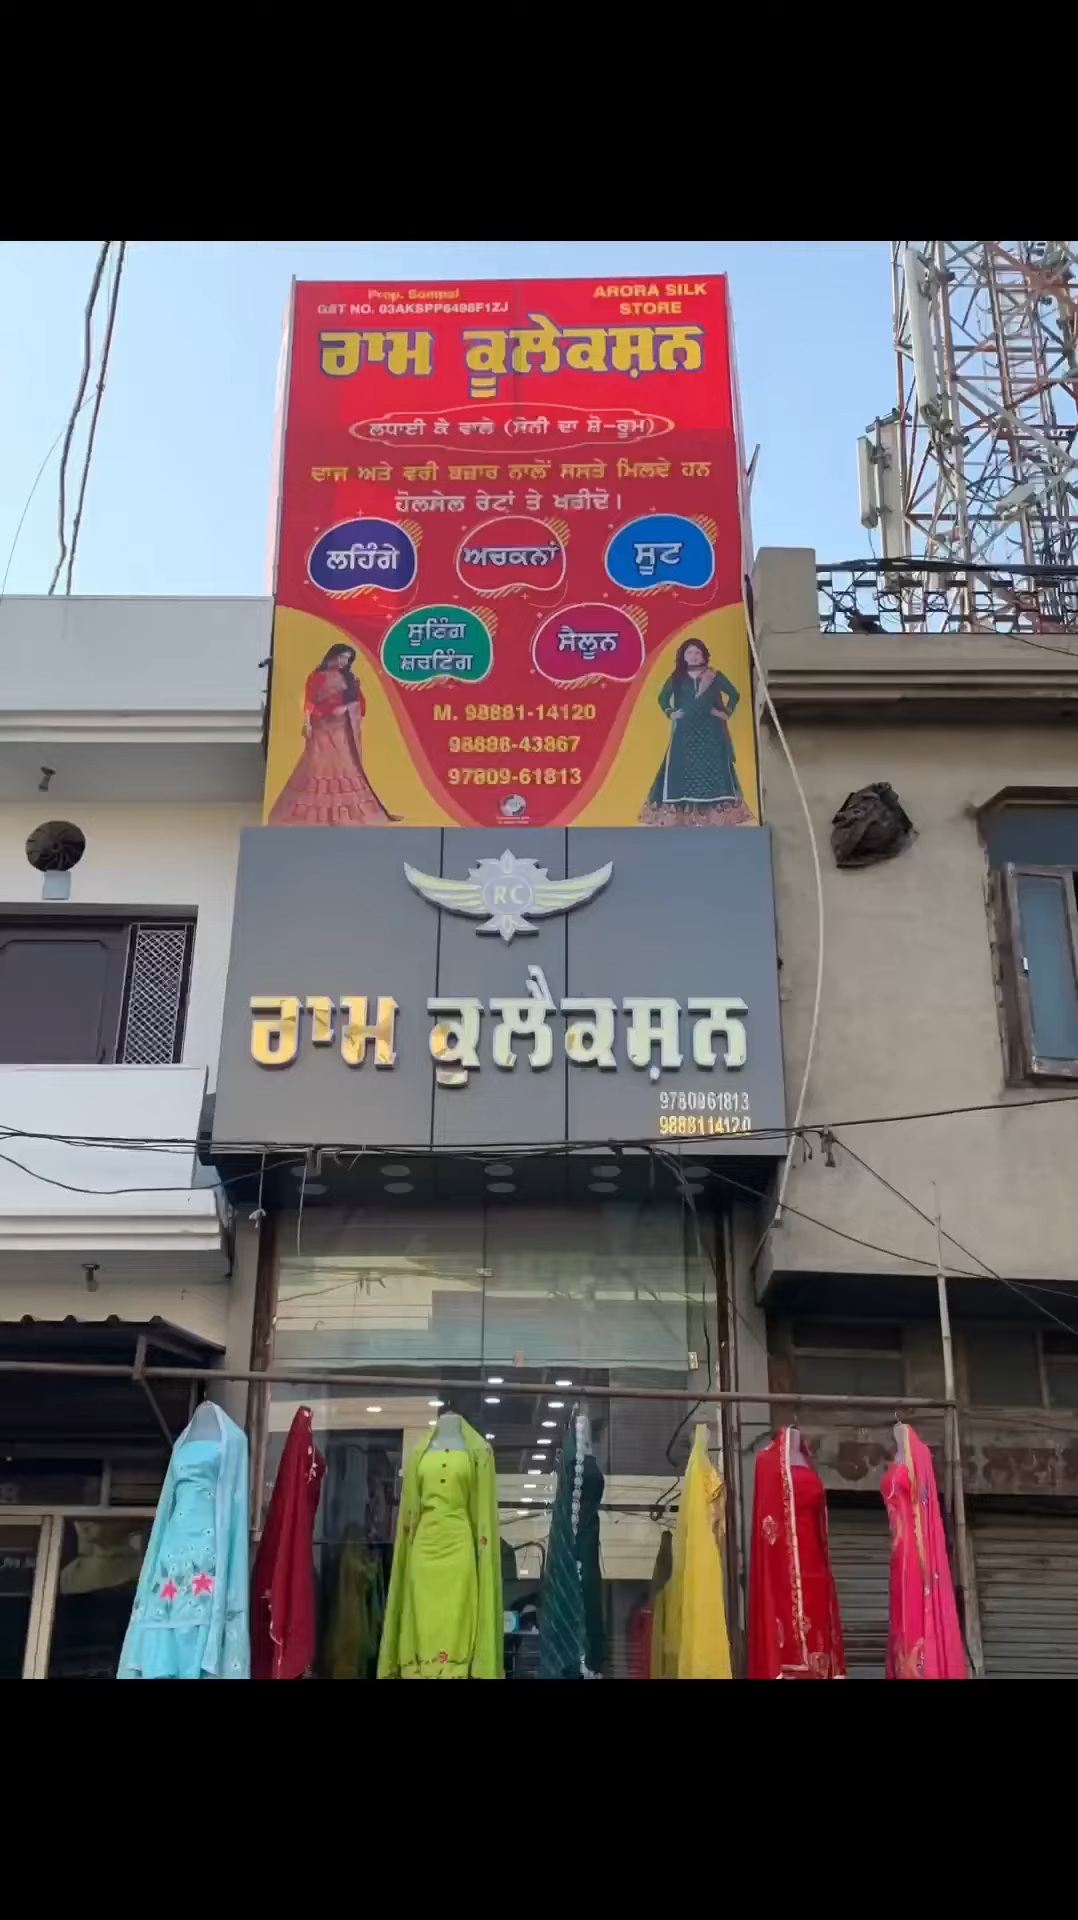 Prop. Sampal
GST NO. 03AKSPP6498F1ZJ
ARORA SILK
STORE
ਰਾਮ ਕੂਲੇਕਸ਼ਨ
ਲਧਾਈ ਕੇ ਵਾਲੇ (ਸੋਨੀ ਦਾ ਸ਼ੋ-ਰੂਮ)
ਦਾਜ ਅਤੇ ਵਰੀ ਬਜ਼ਾਰ ਨਾਲੋਂ ਸਸਤੇ ਮਿਲਦੇ ਹਨ
ਹੋਲਸੇਲ ਰੇਟਾਂ ਤੇ ਖਰੀਦੋ।
ਲਹਿੰਗੇ
ਅਚਕਨਾਂ
ਸੂਟ
ਸੂਟਿੰਗ
ਸ਼ਰਟਿੰਗ
ਸੈਲੂਨ
M. 98881-14120
98888-43867
97809-61813
RC
ਰਾਮ ਕੁਲੈਕਸ਼ਨ
9780961813
9888114120